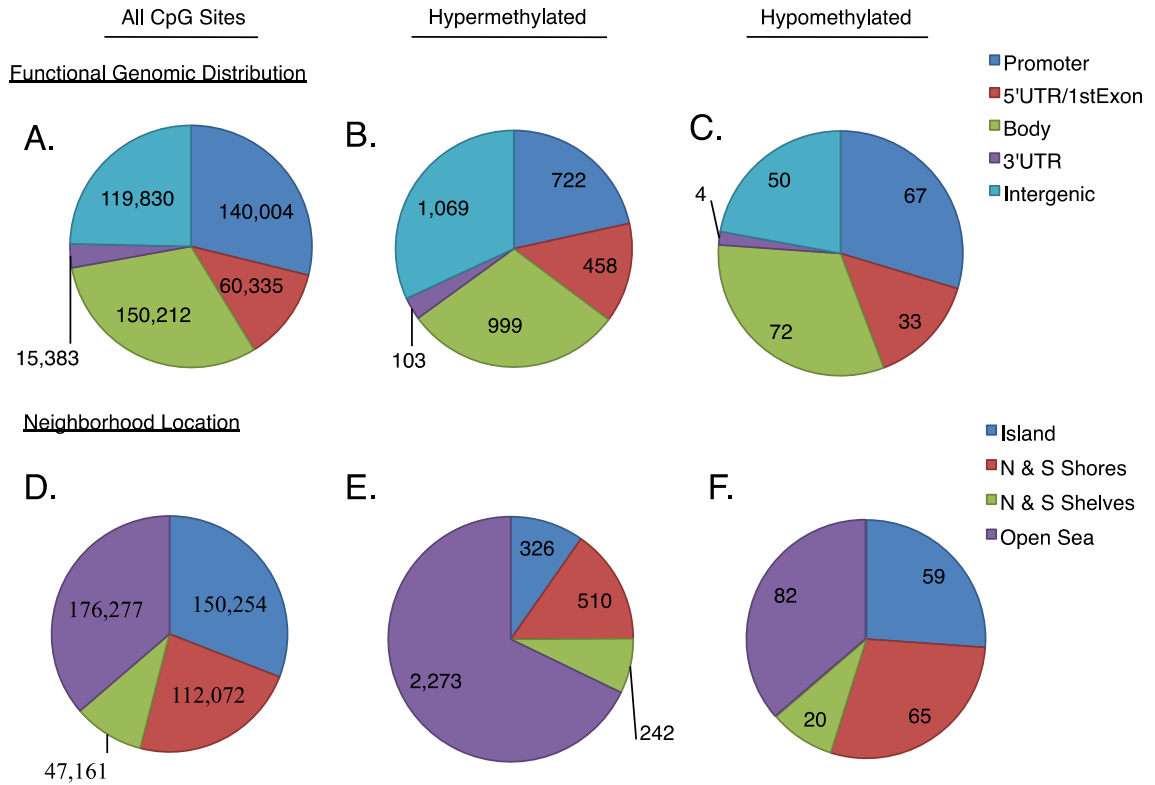 All CpG Sites
Hypermethylated
Hypomethylated
Functional Genomic Distribution
Promoter
5'UTR/1stExon
Body
3'UTR
Intergenic
A.
119,830
140,004
60,335
150,212
15,383
B.
1,069
722
458
999
103
C.
4
50
67
33
72
Neighborhood Location
Island
N & S Shores
N & S Shelves
Open Sea
D.
176,277
150,254
112,072
47,161
E.
326
510
2,273
242
F.
59
82
20
65